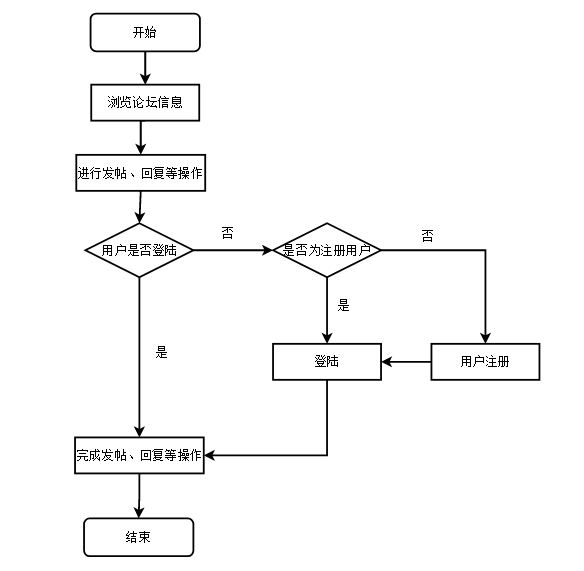 开始
浏览论坛信息
进行发帖、回复等操作
用户是否登陆
否
是否为注册用户
否
是
是
登陆
用户注册
完成发帖、回复等操作
结束